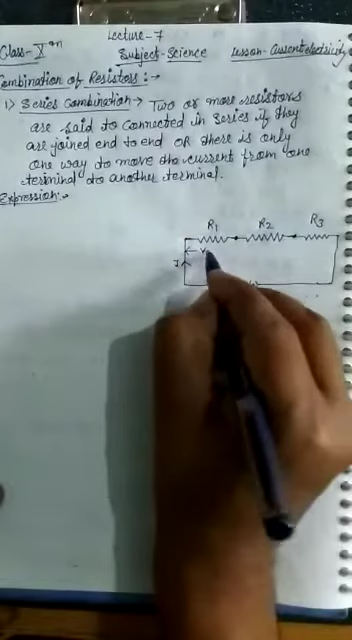 Lecture-7
Class-Xth Subject-Science Lesson-Current electricity
Combination of Resistors:→
1) Series Combination → Two or more resistors
are said to connected in series if they
are joined end to end OR there is only
one way to move the current from one
terminal to another terminal.
Expression:→
R1 R2 R3
V
I